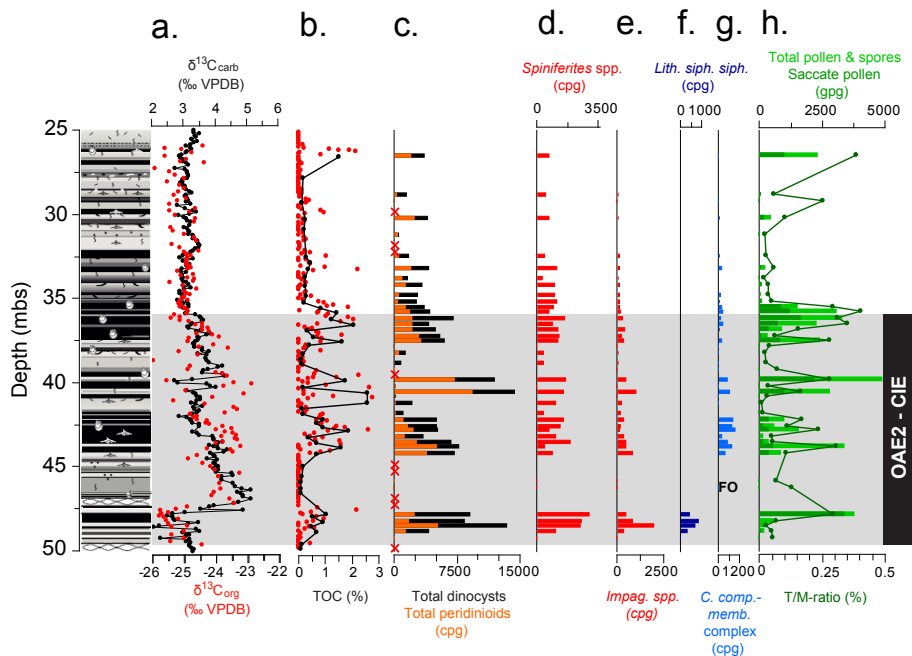 a. b. c. d. e. f. g. h.
δ¹³Ccarb
(‰ VPDB)
2 3 4 5 6
Spiniferites spp.
(cpg)
0 3500
Lith. siph. siph.
(cpg)
0 1000
Total pollen & spores
Saccate pollen
(gpg)
0 5000
Depth (mbs)
25
30
35
40
45
50
FO
OAE2 - CIE
-26 -25 -24 -23 -22
δ¹³Corg
(‰ VPDB)
0 1 2 3
TOC (%)
0 7500 15000
Total dinocysts
Total peridinioids
(cpg)
0 2500
Impag. spp.
(cpg)
0 1200
C. comp.-
memb.
complex
(cpg)
0 0.25 0.5
T/M-ratio (%)